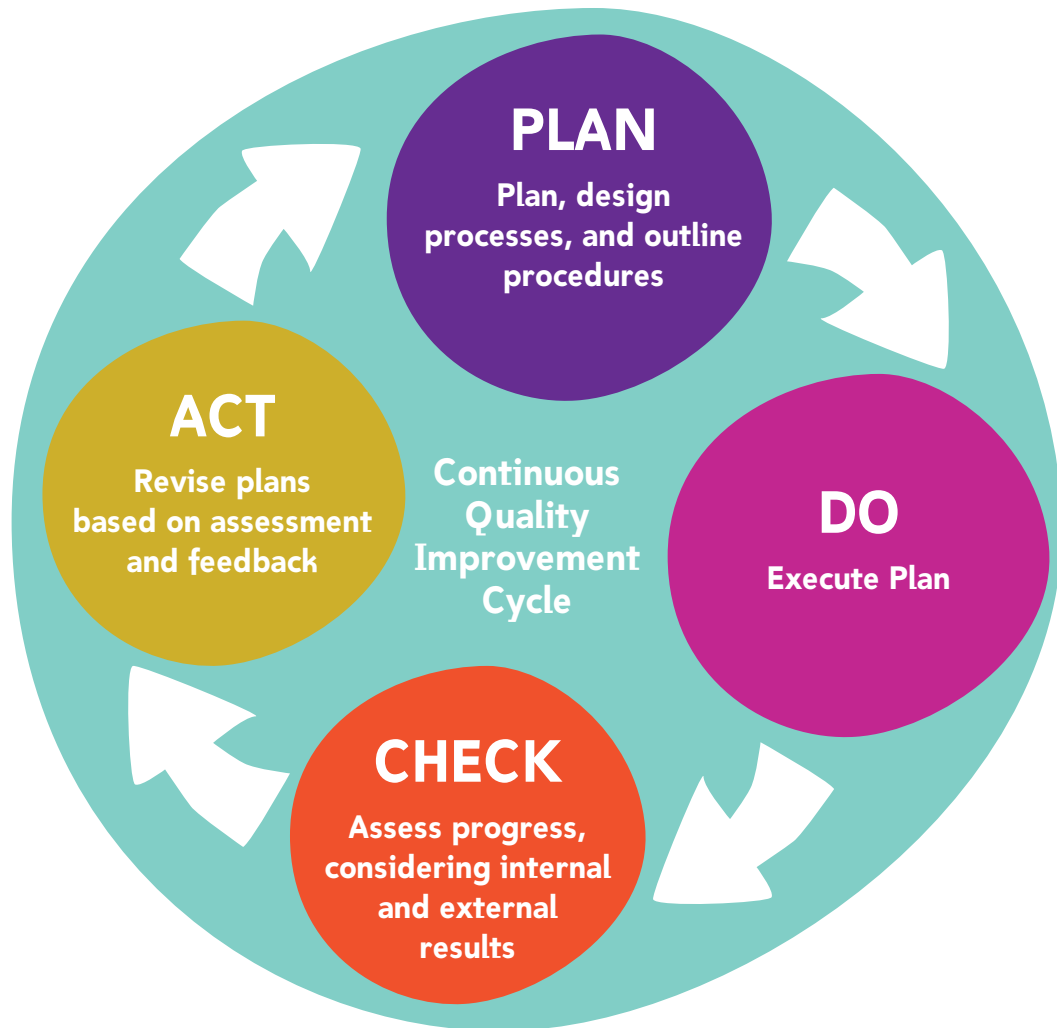 PLAN
Plan, design
processes, and outline
procedures
DO
Execute Plan
CHECK
Assess progress,
considering internal
and external
results
ACT
Revise plans
based on assessment
and feedback
Continuous
Quality
Improvement
Cycle